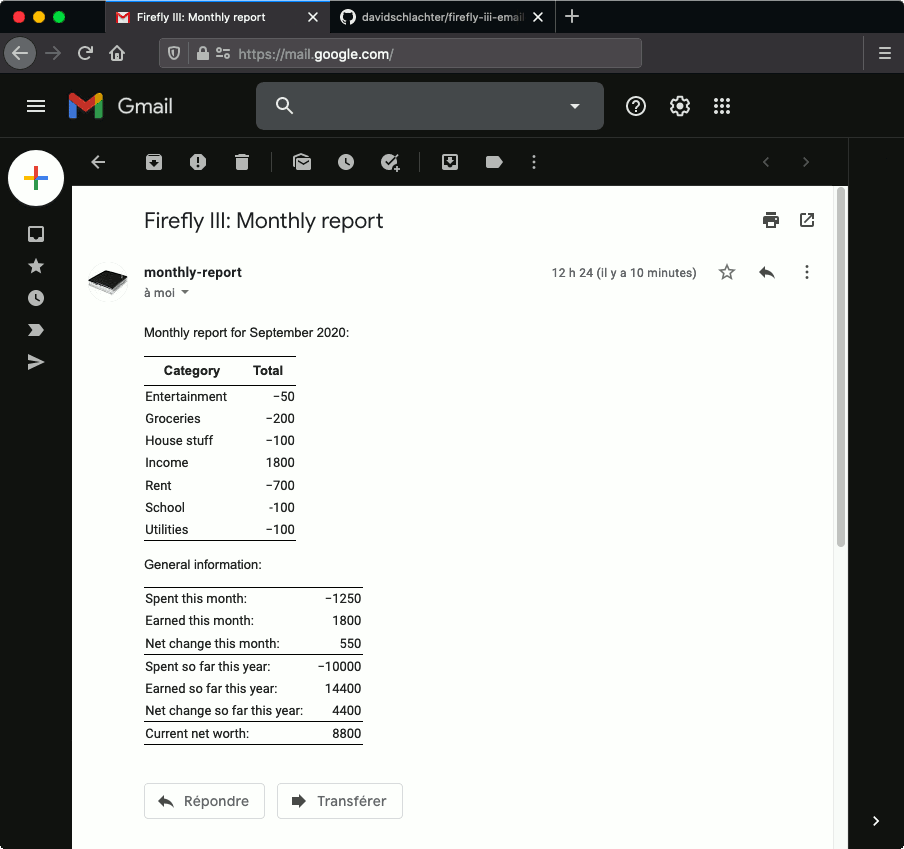 Firefly III: Monthly report
davidschlachter/firefly-iii-email
https://mail.google.com/
Gmail
Firefly III: Monthly report
monthly-report
12 h 24 (il y a 10 minutes)
à moi
Monthly report for September 2020:
Category Total
Entertainment −50
Groceries −200
House stuff −100
Income 1800
Rent −700
School -100
Utilities −100
General information:
Spent this month: −1250
Earned this month: 1800
Net change this month: 550
Spent so far this year: −10000
Earned so far this year: 14400
Net change so far this year: 4400
Current net worth: 8800
Répondre Transférer